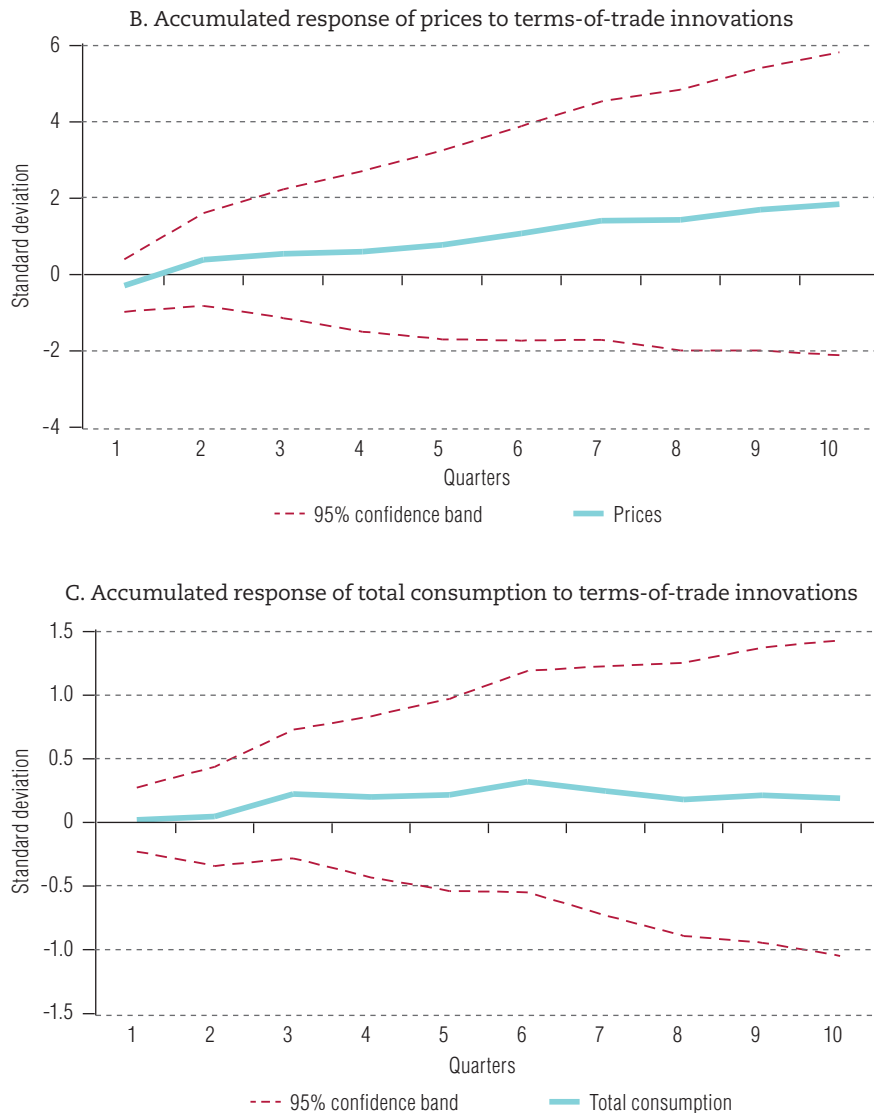 B. Accumulated response of prices to terms-of-trade innovations
6
4
2
0
-2
-4
Standard deviation
1 2 3 4 5 6 7 8 9 10
Quarters
95% confidence band Prices
C. Accumulated response of total consumption to terms-of-trade innovations
1.5
1.0
0.5
0
-0.5
-1.0
-1.5
Standard deviation
1 2 3 4 5 6 7 8 9 10
Quarters
95% confidence band Total consumption